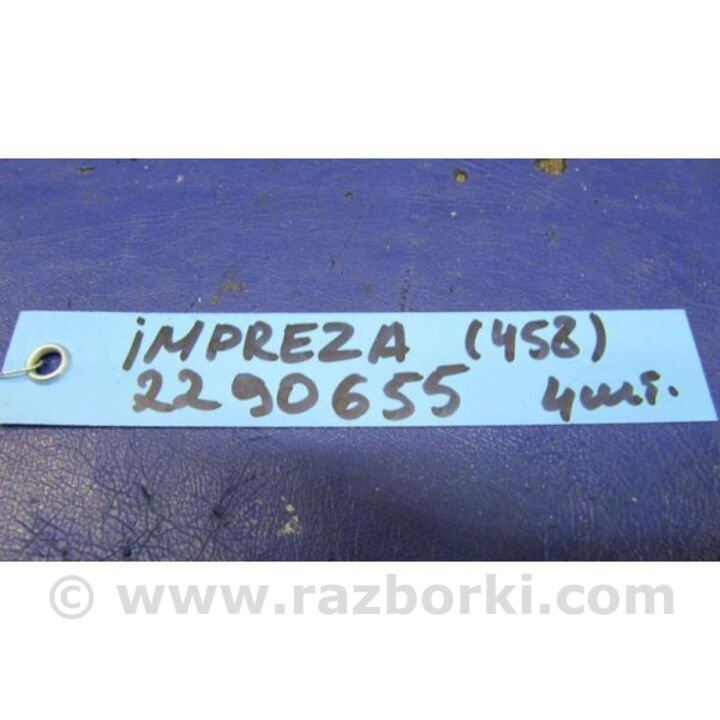 iMPREZA (458)
2290655 4шт.
© www.razborki.com